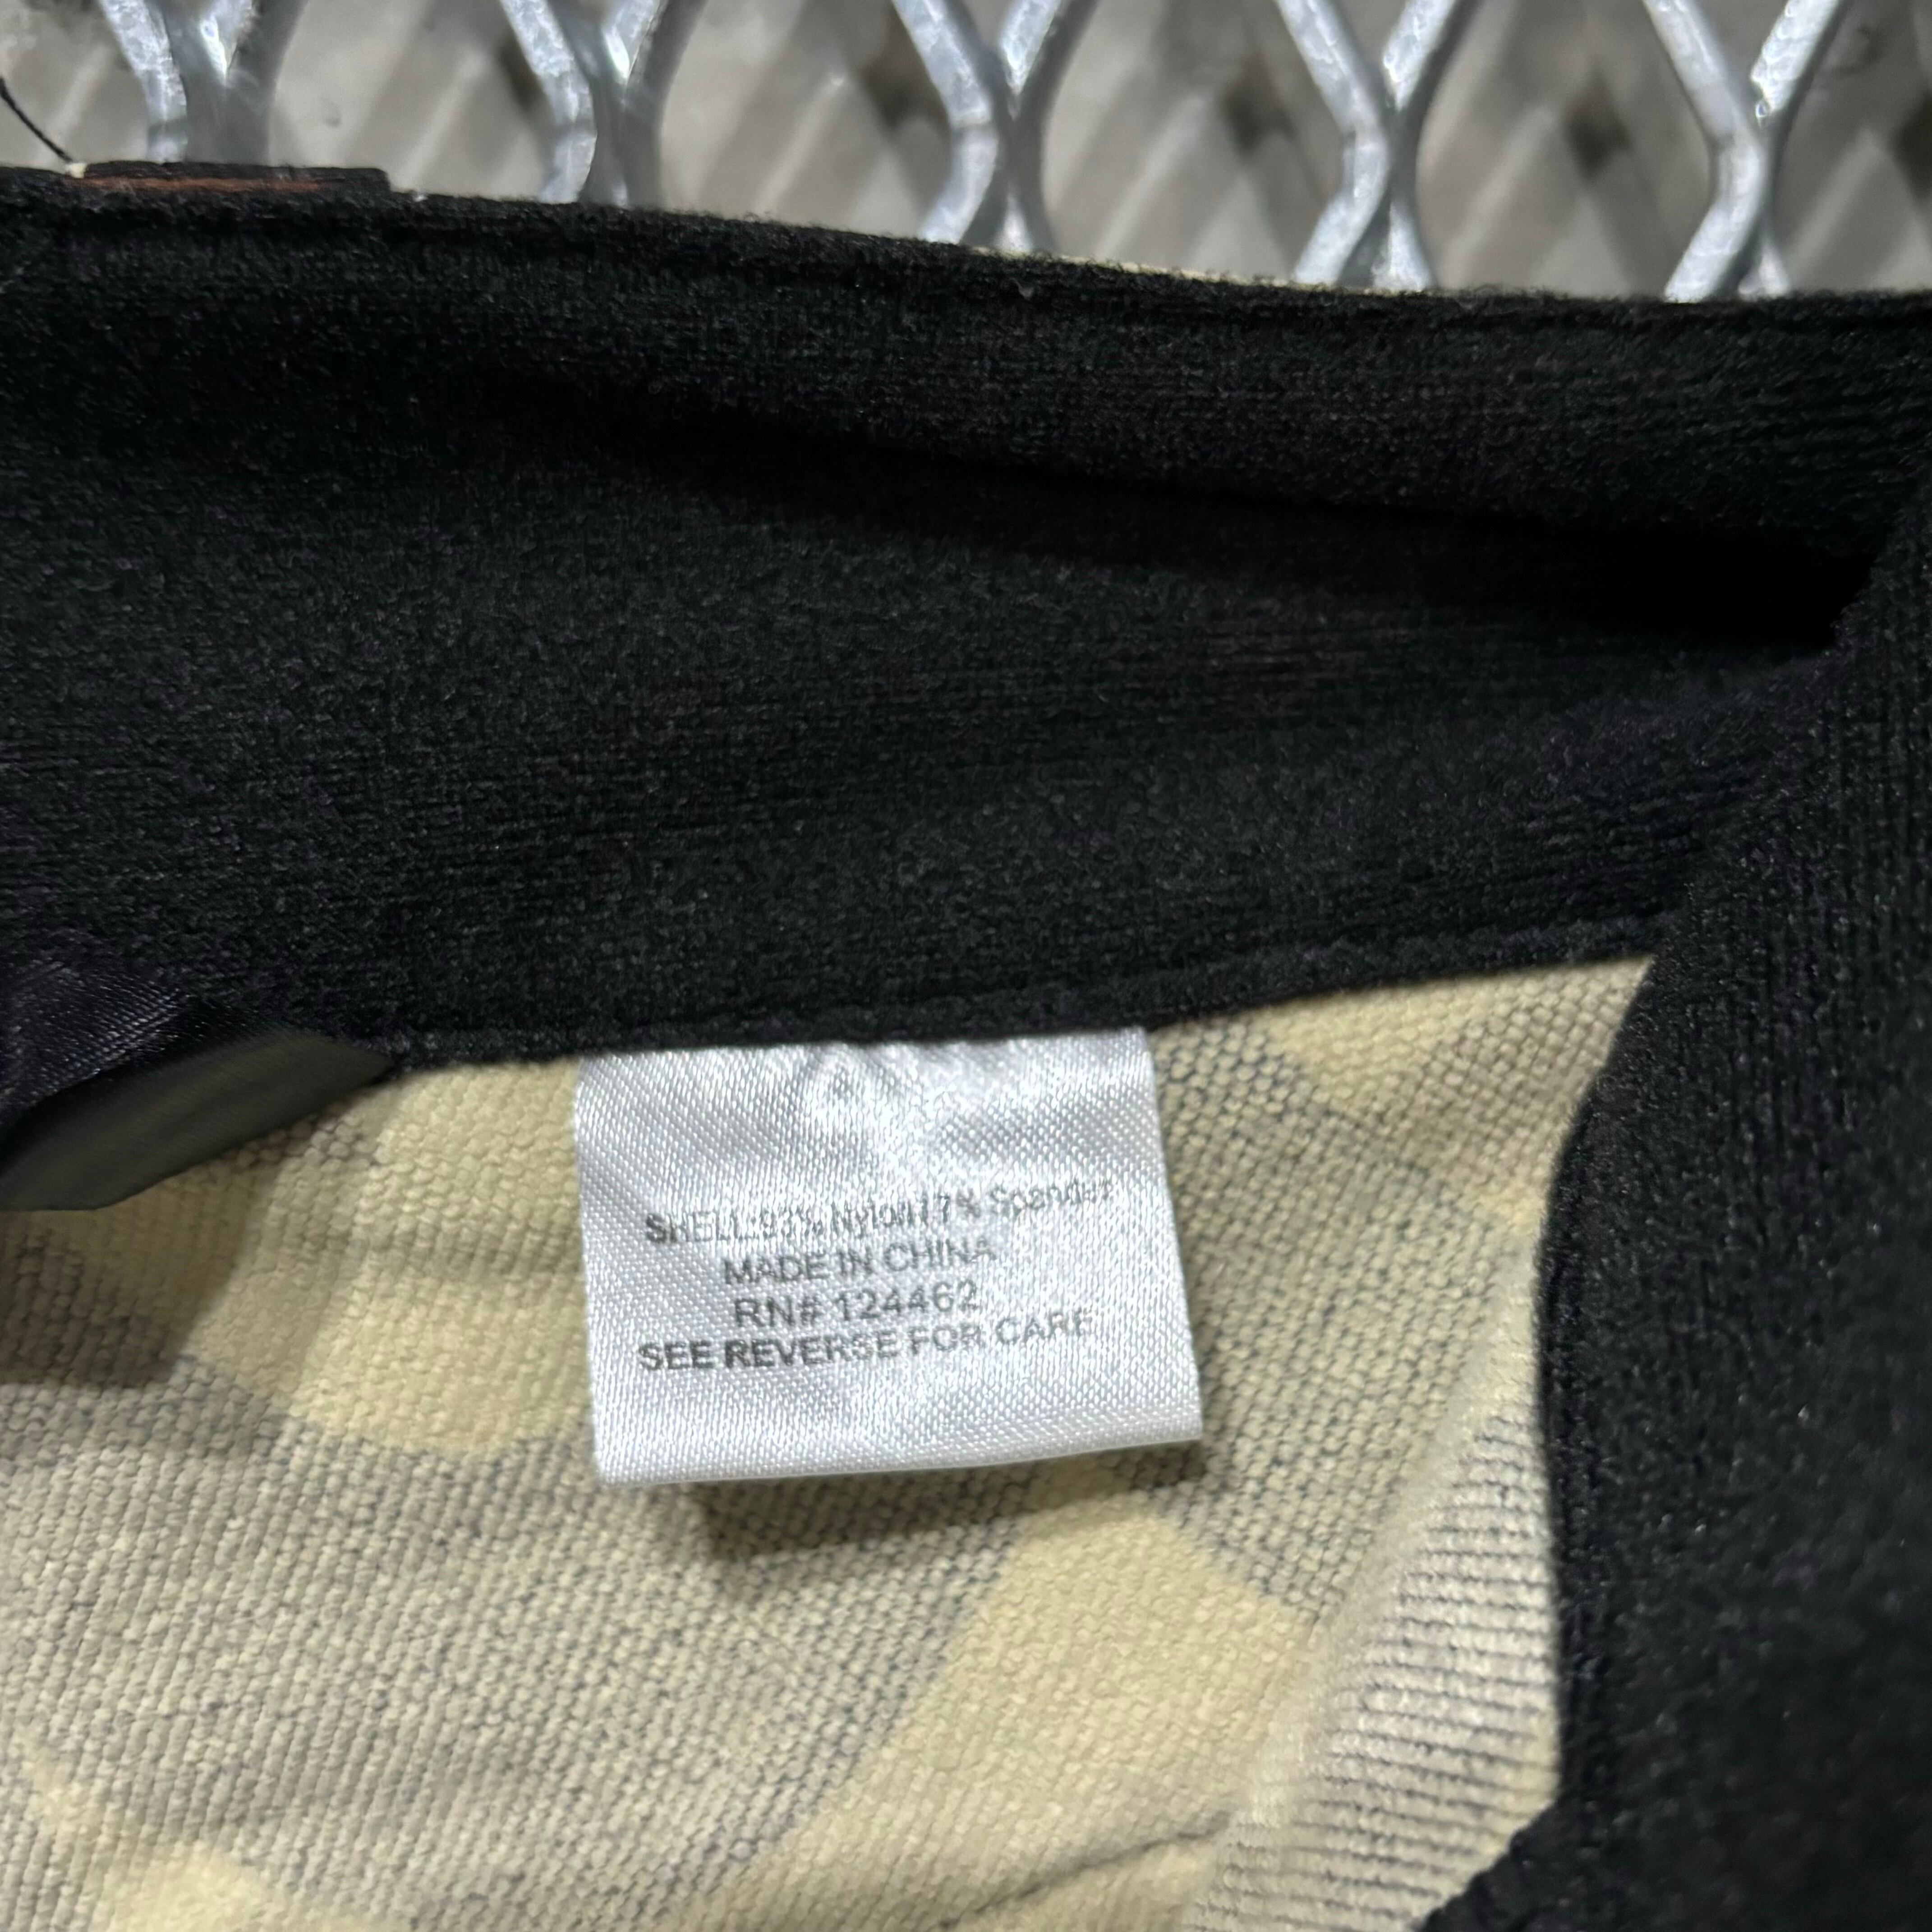 SHELL:93% Nylon/7% Spandex
MADE IN CHINA
RN# 124462
SEE REVERSE FOR CARE